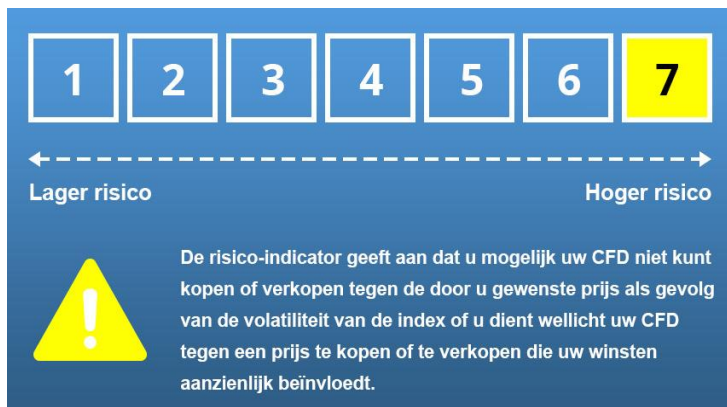 1 2 3 4 5 6 7
Lager risico Hoger risico
De risico-indicator geeft aan dat u mogelijk uw CFD niet kunt
kopen of verkopen tegen de door u gewenste prijs als gevolg
van de volatiliteit van de index of u dient wellicht uw CFD
tegen een prijs te kopen of te verkopen die uw winsten
aanzienlijk beïnvloedt.